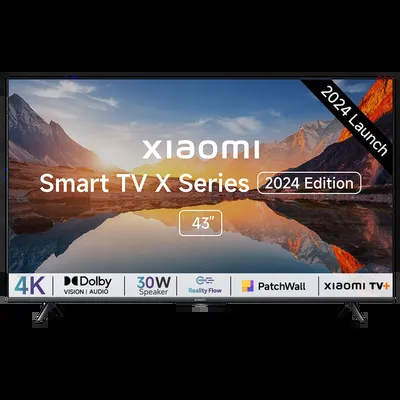 2024 Launch
xiaomi
Smart TV X Series 2024 Edition
43"
4K Dolby VISION | AUDIO 30W Speaker Reality Flow PatchWall xiaomi TV+